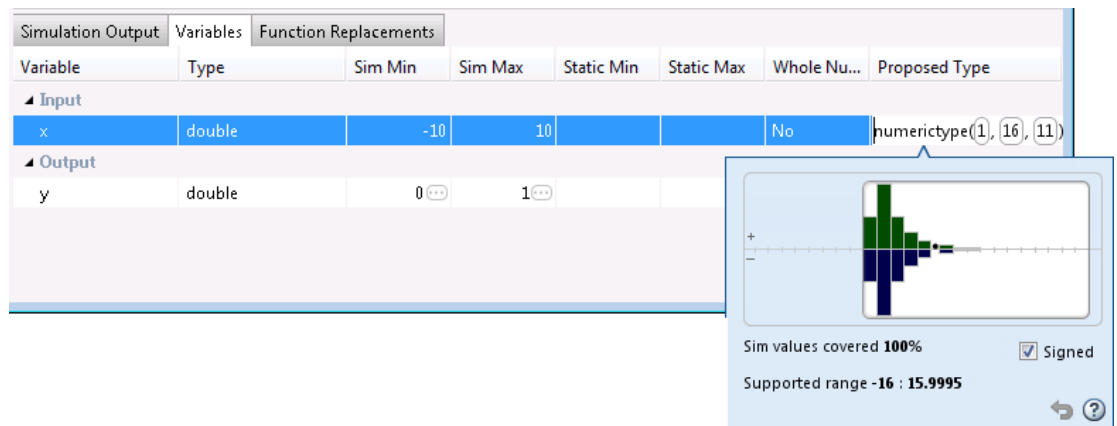 Simulation Output Variables Function Replacements
Variable Type Sim Min Sim Max Static Min Static Max Whole Nu... Proposed Type
Input
x double -10 10 No numerictype(1, 16, 11)
Output
y double 0 1
+
−
Sim values covered 100% Signed
Supported range -16 : 15.9995
?